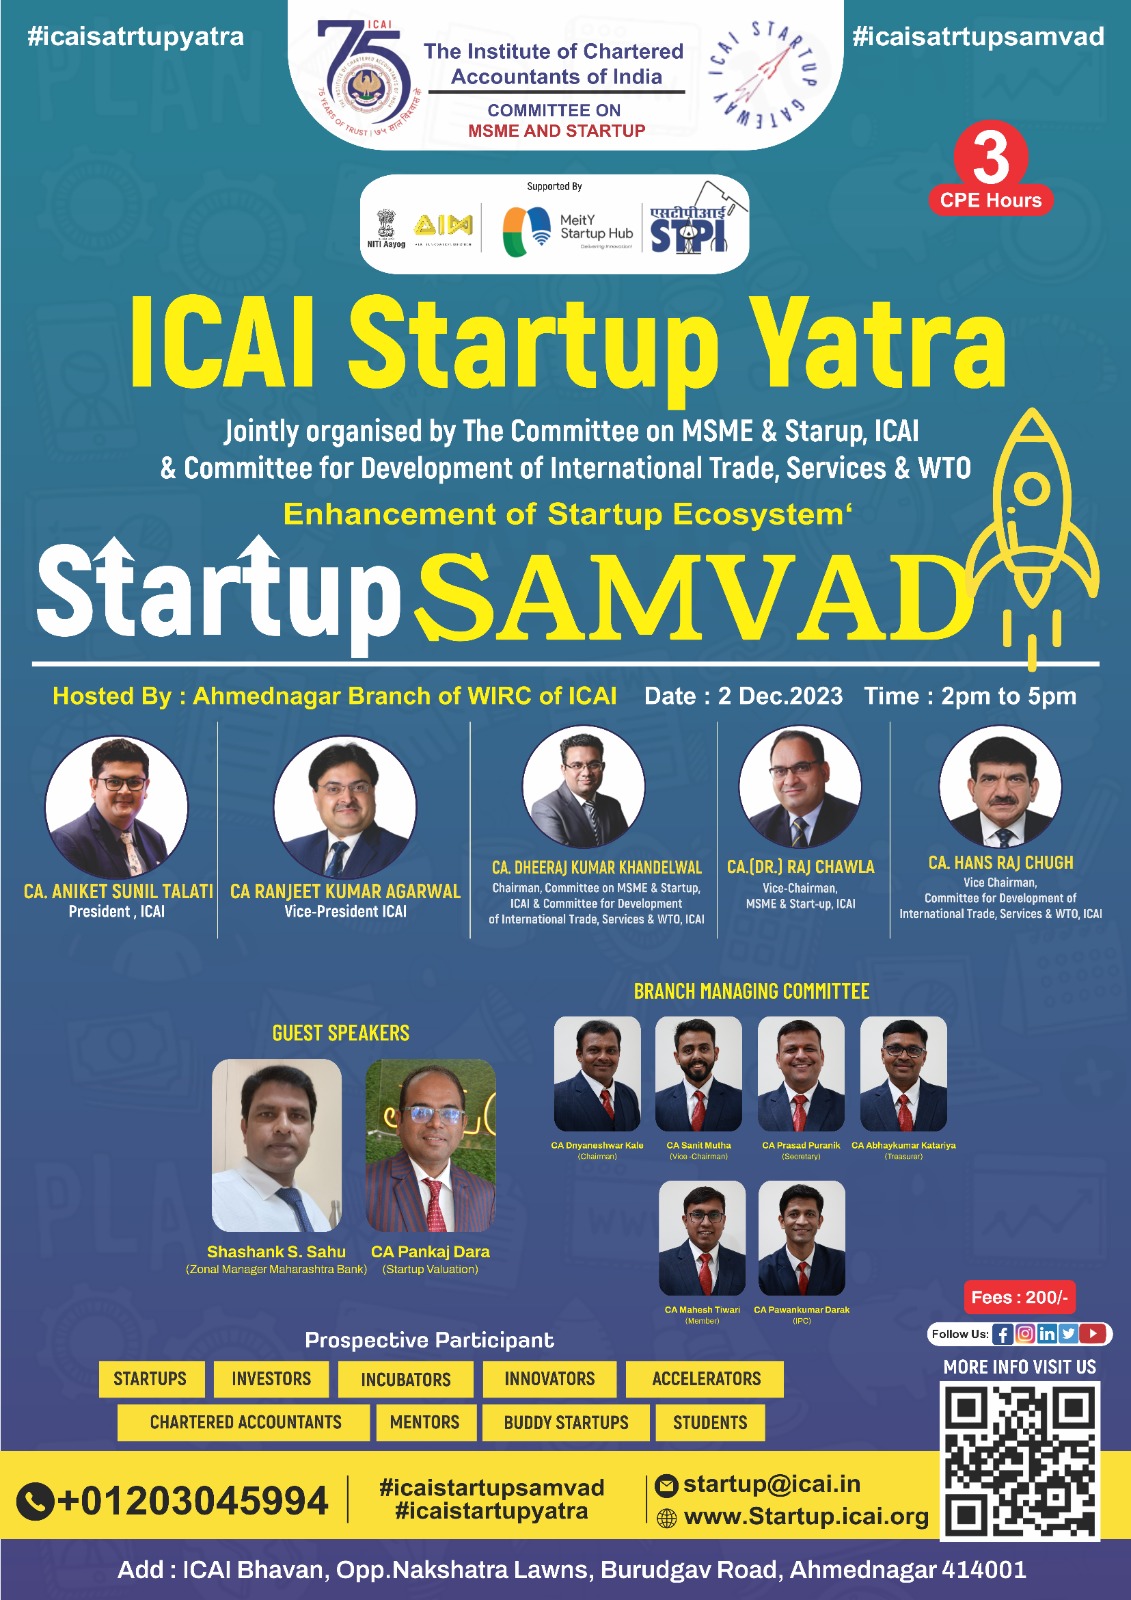 #icaisatrtupyatra
#icaisatrtupsamvad
ICAI
75
75 YEARS OF TRUST
The Institute of Chartered
Accountants of India
COMMITTEE ON
MSME AND STARTUP
ICAI STARTUP GATEWAY
3
CPE Hours
Supported By
NITI Aayog
AIM
MeitY
Startup Hub
Delivering Innovation!
एसटीपीआई
STPI
ICAI Startup Yatra
Jointly organised by The Committee on MSME & Starup, ICAI
& Committee for Development of International Trade, Services & WTO
Enhancement of Startup Ecosystem‘
Startup SAMVAD
Hosted By : Ahmednagar Branch of WIRC of ICAI Date : 2 Dec.2023 Time : 2pm to 5pm
CA. ANIKET SUNIL TALATI
President , ICAI
CA RANJEET KUMAR AGARWAL
Vice-President ICAI
CA. DHEERAJ KUMAR KHANDELWAL
Chairman, Committee on MSME & Startup,
ICAI & Committee for Development
of International Trade, Services & WTO, ICAI
CA.(DR.) RAJ CHAWLA
Vice-Chairman,
MSME & Start-up, ICAI
CA. HANS RAJ CHUGH
Vice Chairman,
Committee for Development of
International Trade, Services & WTO, ICAI
GUEST SPEAKERS
Shashank S. Sahu
(Zonal Manager Maharashtra Bank)
CA Pankaj Dara
(Startup Valuation)
BRANCH MANAGING COMMITTEE
CA Dnyaneshwar Kale
(Chairman)
CA Sanit Mutha
(Vice -Chairman)
CA Prasad Puranik
(Secretary)
CA Abhaykumar Katariya
(Treasurer)
CA Mahesh Tiwari
(Member)
CA Pawankumar Darak
(IPC)
Prospective Participant
STARTUPS
INVESTORS
INCUBATORS
INNOVATORS
ACCELERATORS
CHARTERED ACCOUNTANTS
MENTORS
BUDDY STARTUPS
STUDENTS
Fees : 200/-
Follow Us:
MORE INFO VISIT US
+01203045994
#icaistartupsamvad
#icaistartupyatra
startup@icai.in
www.Startup.icai.org
Add : ICAI Bhavan, Opp.Nakshatra Lawns, Burudgav Road, Ahmednagar 414001